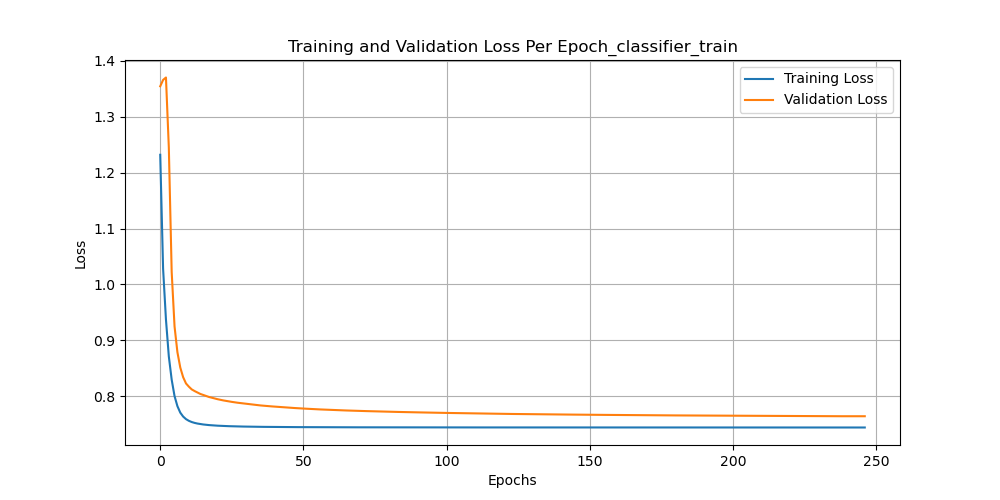 Training and Validation Loss Per Epoch_classifier_train
1.4
1.3
1.2
1.1
1.0
0.9
0.8
Loss
Training Loss
Validation Loss
0 50 100 150 200 250
Epochs